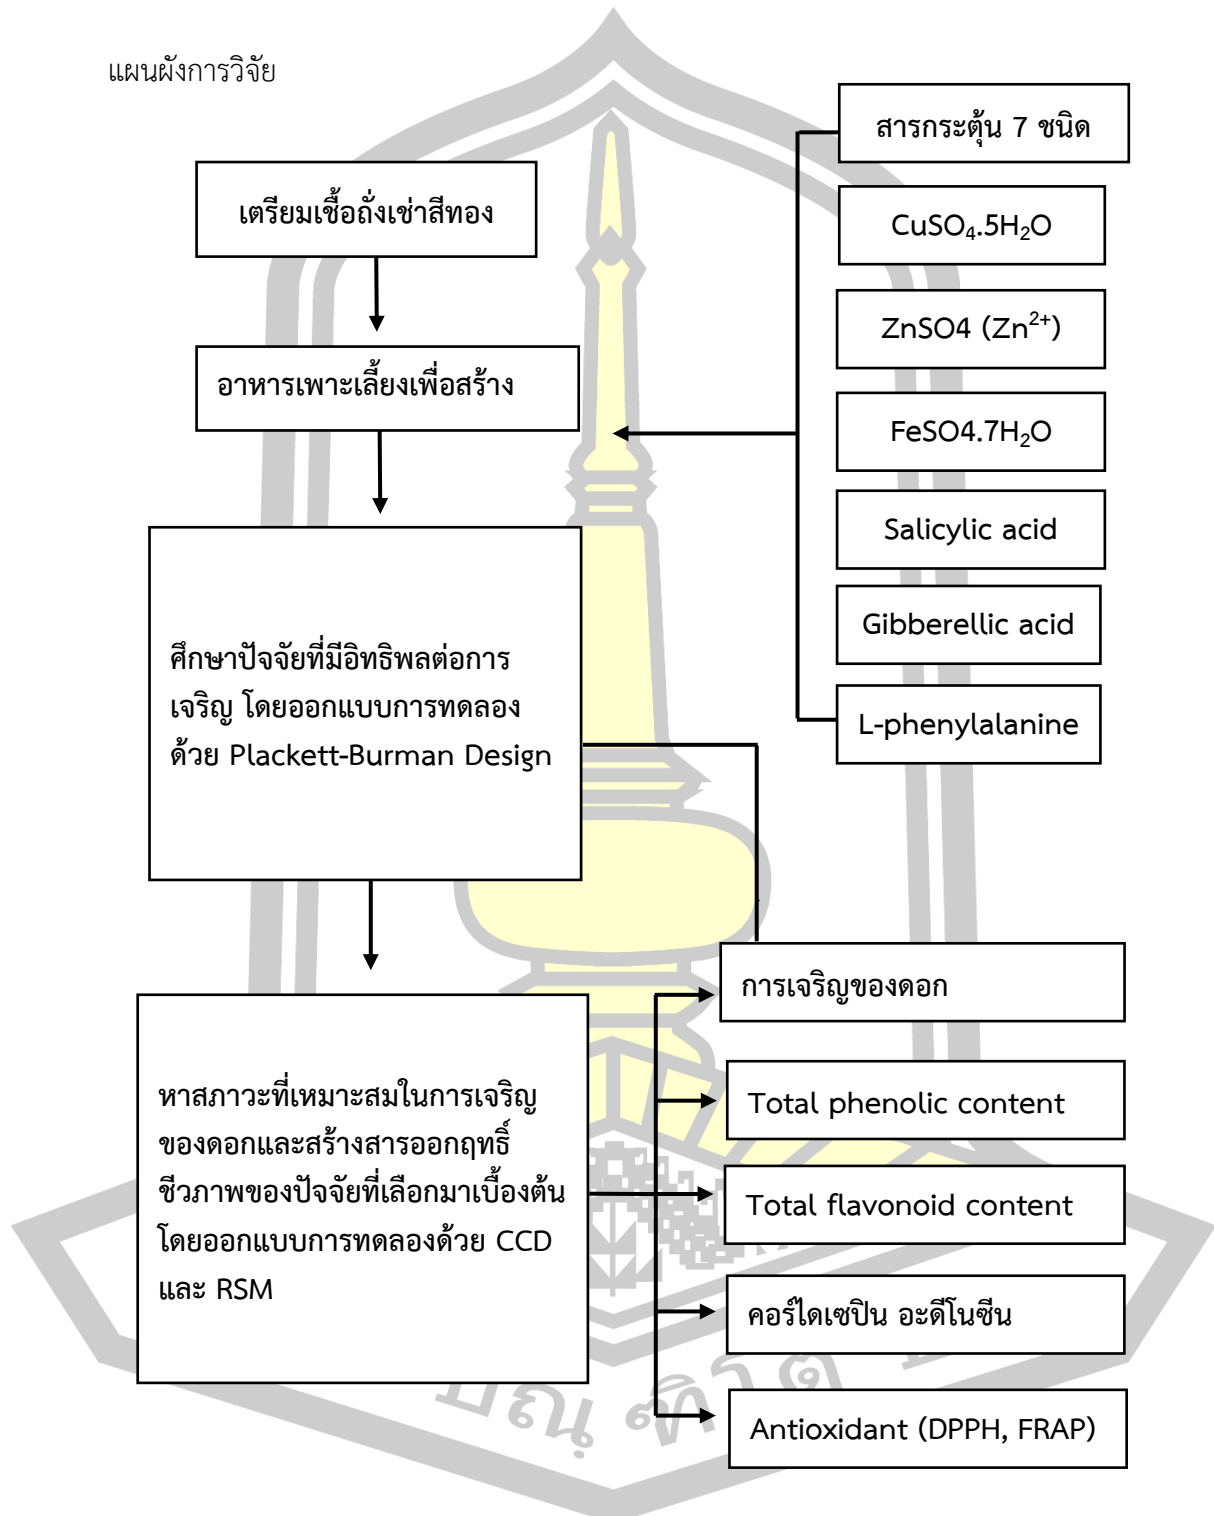 แผนผังการวิจัย
เตรียมเชื้อถั่งเช่าสีทอง
อาหารเพาะเลี้ยงเพื่อสร้าง
ศึกษาปัจจัยที่มีอิทธิพลต่อการ
เจริญ โดยออกแบบการทดลอง
ด้วย Plackett-Burman Design
หาสภาวะที่เหมาะสมในการเจริญ
ของดอกและสร้างสารออกฤทธิ์
ชีวภาพของปัจจัยที่เลือกมาเบื้องต้น
โดยออกแบบการทดลองด้วย CCD
และ RSM
สารกระตุ้น 7 ชนิด
CuSO₄.5H₂O
ZnSO4 (Zn²⁺)
FeSO4.7H₂O
Salicylic acid
Gibberellic acid
L-phenylalanine
การเจริญของดอก
Total phenolic content
Total flavonoid content
คอร์ไดเซปิน อะดีโนซีน
Antioxidant (DPPH, FRAP)